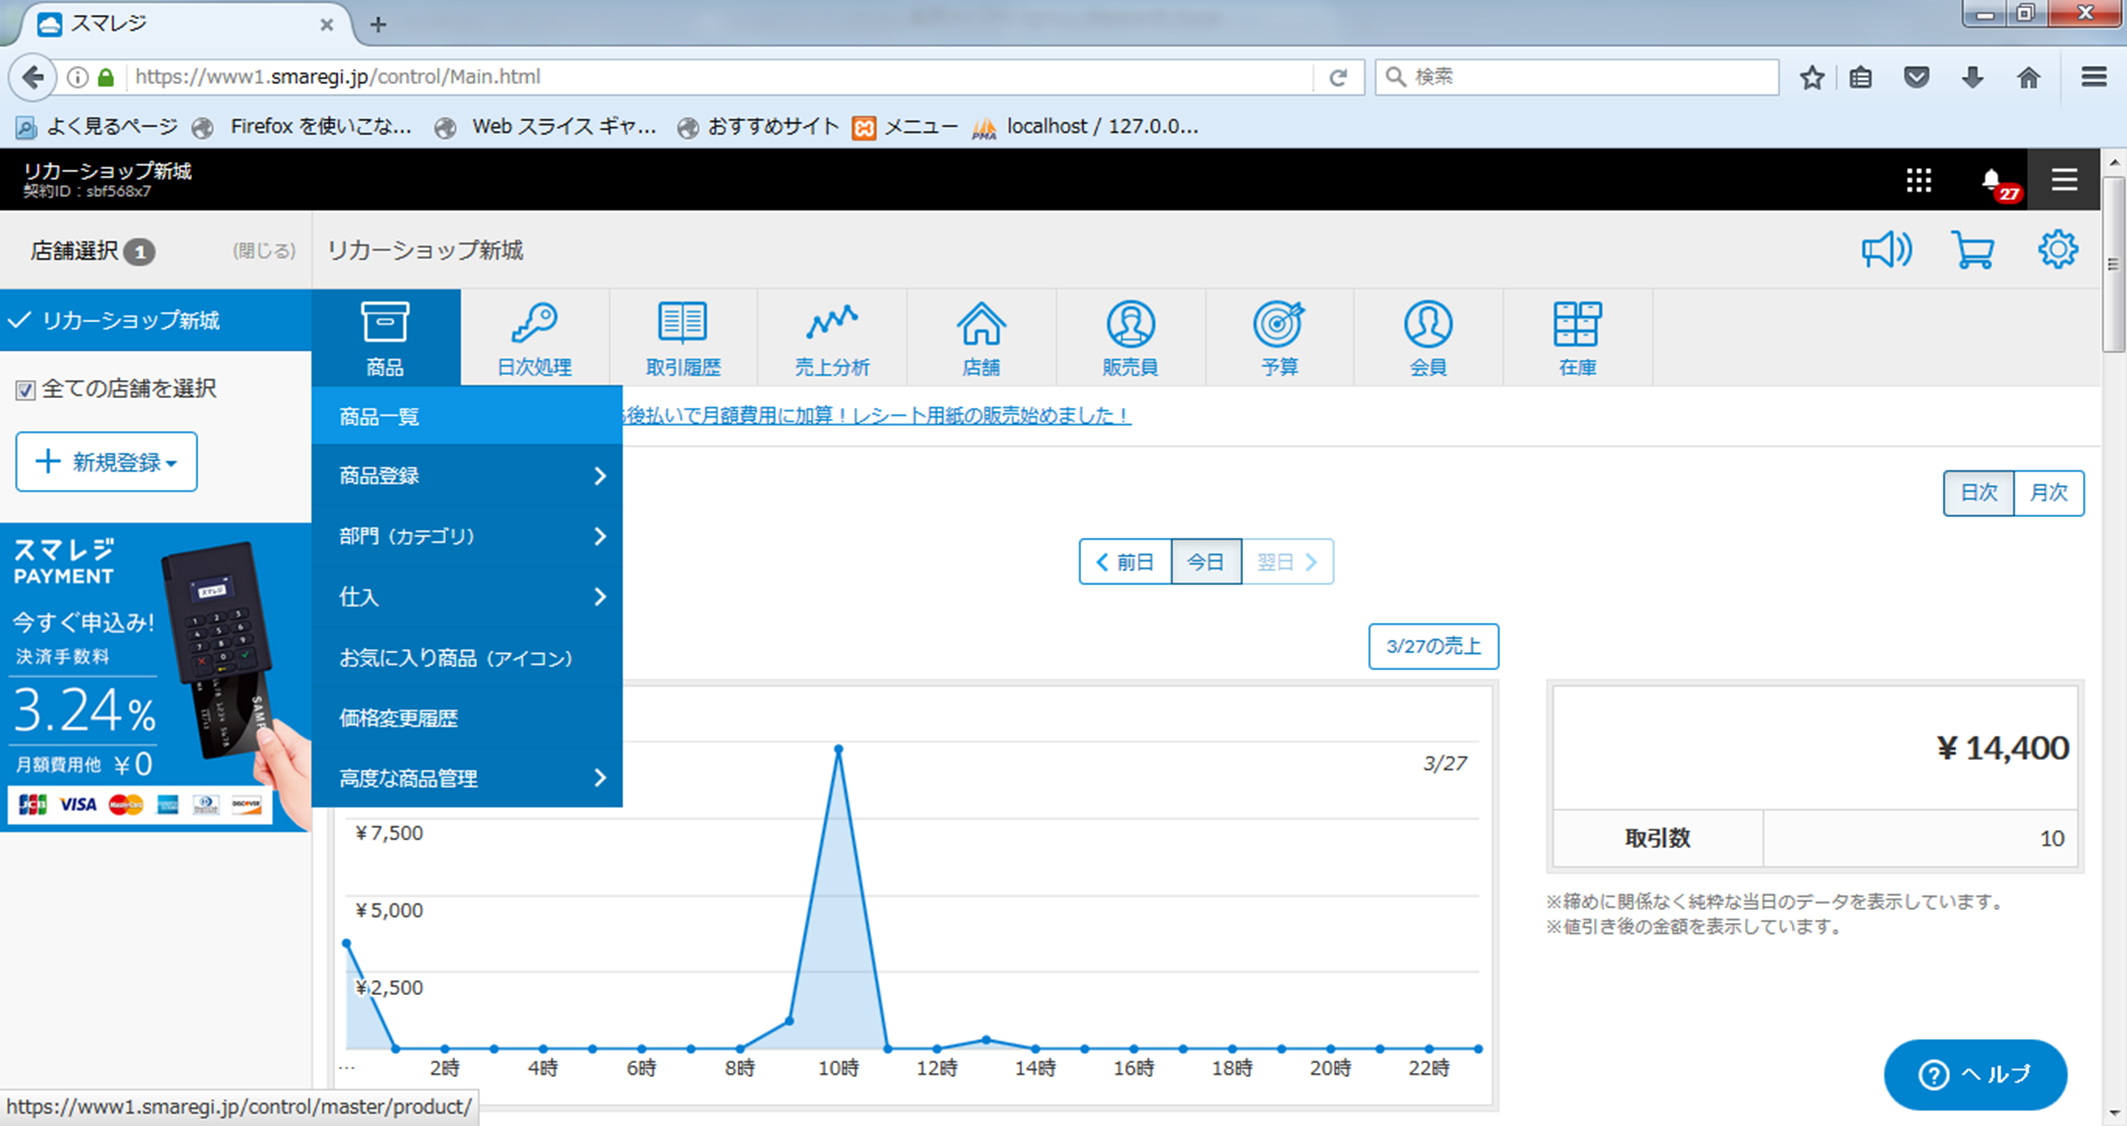 スマレジ
https://www1.smaregi.jp/control/Main.html
検索
よく見るページ Firefox を使いこな... Web スライス ギャ... おすすめサイト メニュー localhost / 127.0.0...
リカーショップ新城
契約ID：sbf568x7
27
店舗選択 1 (閉じる)
リカーショップ新城
リカーショップ新城
全ての店舗を選択
新規登録
商品 日次処理 取引履歴 売上分析 店舗 販売員 予算 会員 在庫
商品一覧
商品登録
部門（カテゴリ）
仕入
お気に入り商品（アイコン）
価格変更履歴
高度な商品管理
後払いで月額費用に加算！レシート用紙の販売始めました！
日次 月次
前日 今日 翌日
3/27の売上
スマレジ
PAYMENT
今すぐ申込み!
決済手数料
3.24%
月額費用他 ¥0
JCB VISA MasterCard DISCOVER
3/27
¥7,500
¥5,000
¥2,500
... 2時 4時 6時 8時 10時 12時 14時 16時 18時 20時 22時
¥ 14,400
取引数 10
※締めに関係なく純粋な当日のデータを表示しています。
※値引き後の金額を表示しています。
ヘルプ
https://www1.smaregi.jp/control/master/product/